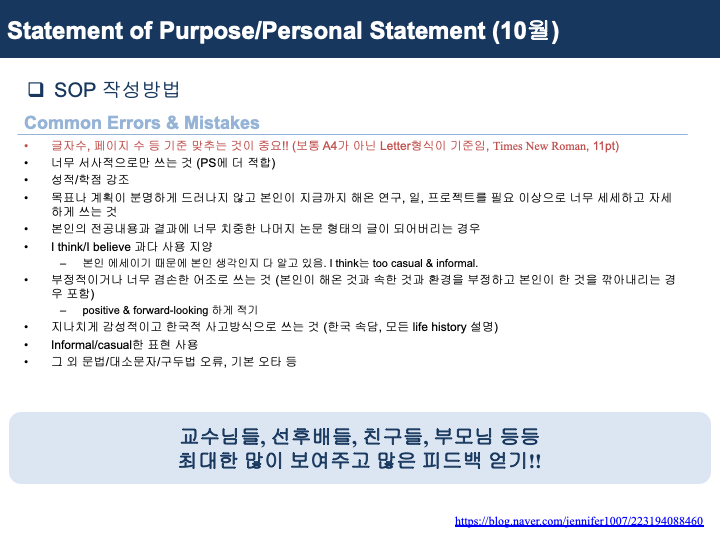 Statement of Purpose/Personal Statement (10월)
❑ SOP 작성방법
Common Errors & Mistakes
• 글자수, 페이지 수 등 기준 맞추는 것이 중요!! (보통 A4가 아닌 Letter형식이 기준임, Times New Roman, 11pt)
• 너무 서사적으로만 쓰는 것 (PS에 더 적합)
• 성적/학점 강조
• 목표나 계획이 분명하게 드러나지 않고 본인이 지금까지 해온 연구, 일, 프로젝트를 필요 이상으로 너무 세세하고 자세
하게 쓰는 것
• 본인의 전공내용과 결과에 너무 치중한 나머지 논문 형태의 글이 되어버리는 경우
• I think/I believe 과다 사용 지양
– 본인 에세이기 때문에 본인 생각인지 다 알고 있음. I think는 too casual & informal.
• 부정적이거나 너무 겸손한 어조로 쓰는 것 (본인이 해온 것과 속한 것과 환경을 부정하고 본인이 한 것을 깎아내리는 경
우 포함)
– positive & forward-looking 하게 적기
• 지나치게 감성적이고 한국적 사고방식으로 쓰는 것 (한국 속담, 모든 life history 설명)
• Informal/casual한 표현 사용
• 그 외 문법/대소문자/구두법 오류, 기본 오타 등
교수님들, 선후배들, 친구들, 부모님 등등
최대한 많이 보여주고 많은 피드백 얻기!!
https://blog.naver.com/jennifer1007/223194088460